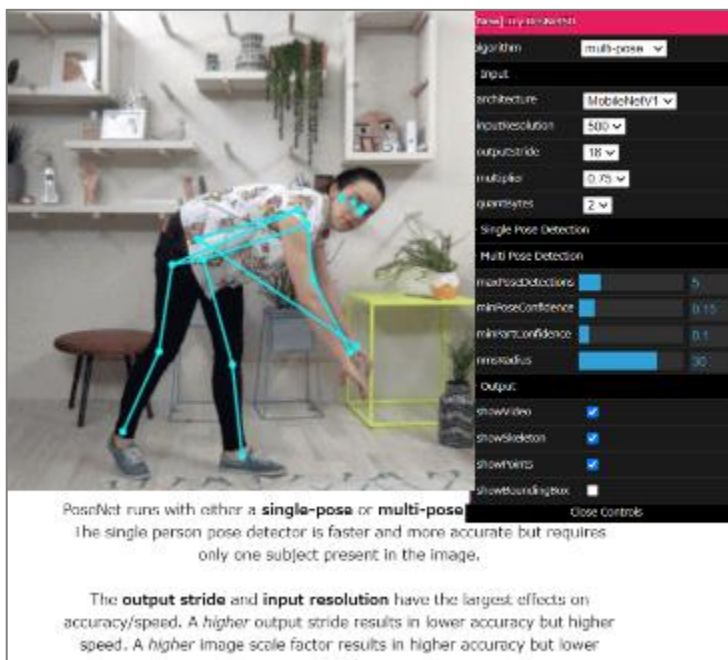 [New] Try ResNet50
algorithm multi-pose
Input
architecture MobileNetV1
inputResolution 500
outputStride 16
multiplier 0.75
quantBytes 2
Single Pose Detection
Multi Pose Detection
maxPoseDetections 5
minPoseConfidence 0.15
minPartConfidence 0.1
nmsRadius 30
Output
showVideo
showSkeleton
showPoints
showBoundingBox
Close Controls
PoseNet runs with either a single-pose or multi-pose
The single person pose detector is faster and more accurate but requires
only one subject present in the image.
The output stride and input resolution have the largest effects on
accuracy/speed. A higher output stride results in lower accuracy but higher
speed. A higher image scale factor results in higher accuracy but lower